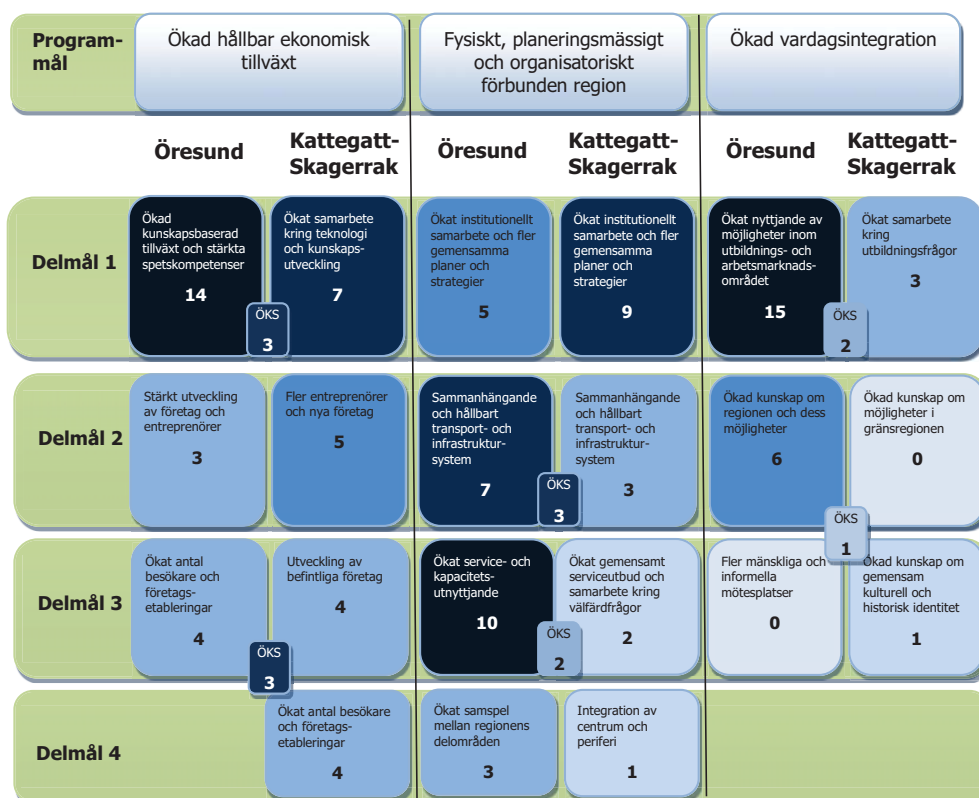 Program-
mål
Ökad hållbar ekonomisk
tillväxt
Fysiskt, planeringsmässigt
och organisatoriskt
förbunden region
Ökad vardagsintegration
Öresund
Kattegatt-
Skagerrak
Öresund
Kattegatt-
Skagerrak
Öresund
Kattegatt-
Skagerrak
Delmål 1
Ökad
kunskapsbaserad
tillväxt och stärkta
spetskompetenser
14
Ökat samarbete
kring teknologi
och kunskaps-
utveckling
7
ÖKS
3
Ökat institutionellt
samarbete och fler
gemensamma
planer och
strategier
5
Ökat institutionellt
samarbete och fler
gemensamma
planer och
strategier
9
Ökat nyttjande av
möjligheter inom
utbildnings- och
arbetsmarknads-
området
15
Ökat samarbete
kring
utbildningsfrågor
3
ÖKS
2
Delmål 2
Stärkt utveckling
av företag och
entreprenörer
3
Fler entreprenörer
och nya företag
5
Sammanhängande
och hållbart
transport- och
infrastruktur-
system
7
Sammanhängande
och hållbart
transport- och
infrastruktur-
system
3
ÖKS
3
Ökad kunskap om
regionen och dess
möjligheter
6
Ökad kunskap om
möjligheter i
gränsregionen
0
ÖKS
1
Delmål 3
Ökat antal
besökare och
företags-
etableringar
4
Utveckling av
befintliga företag
4
ÖKS
3
Ökat service- och
kapacitets-
utnyttjande
10
Ökat gemensamt
serviceutbud och
samarbete kring
välfärdfrågor
2
ÖKS
2
Fler mänskliga och
informella
mötesplatser
0
Ökad kunskap om
gemensam
kulturell och
historisk identitet
1
Delmål 4
Ökat antal besökare
och företags-
etableringar
4
Ökat samspel
mellan regionens
delområden
3
Integration av
centrum och
periferi
1